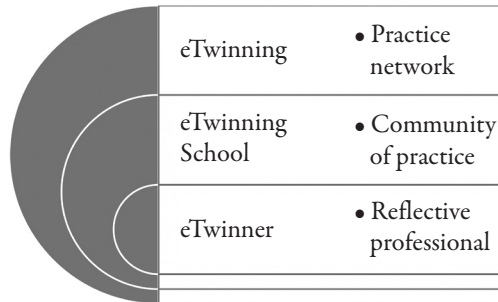 eTwinning
• Practice
network
eTwinning
School
• Community
of practice
eTwinner
• Reflective
professional